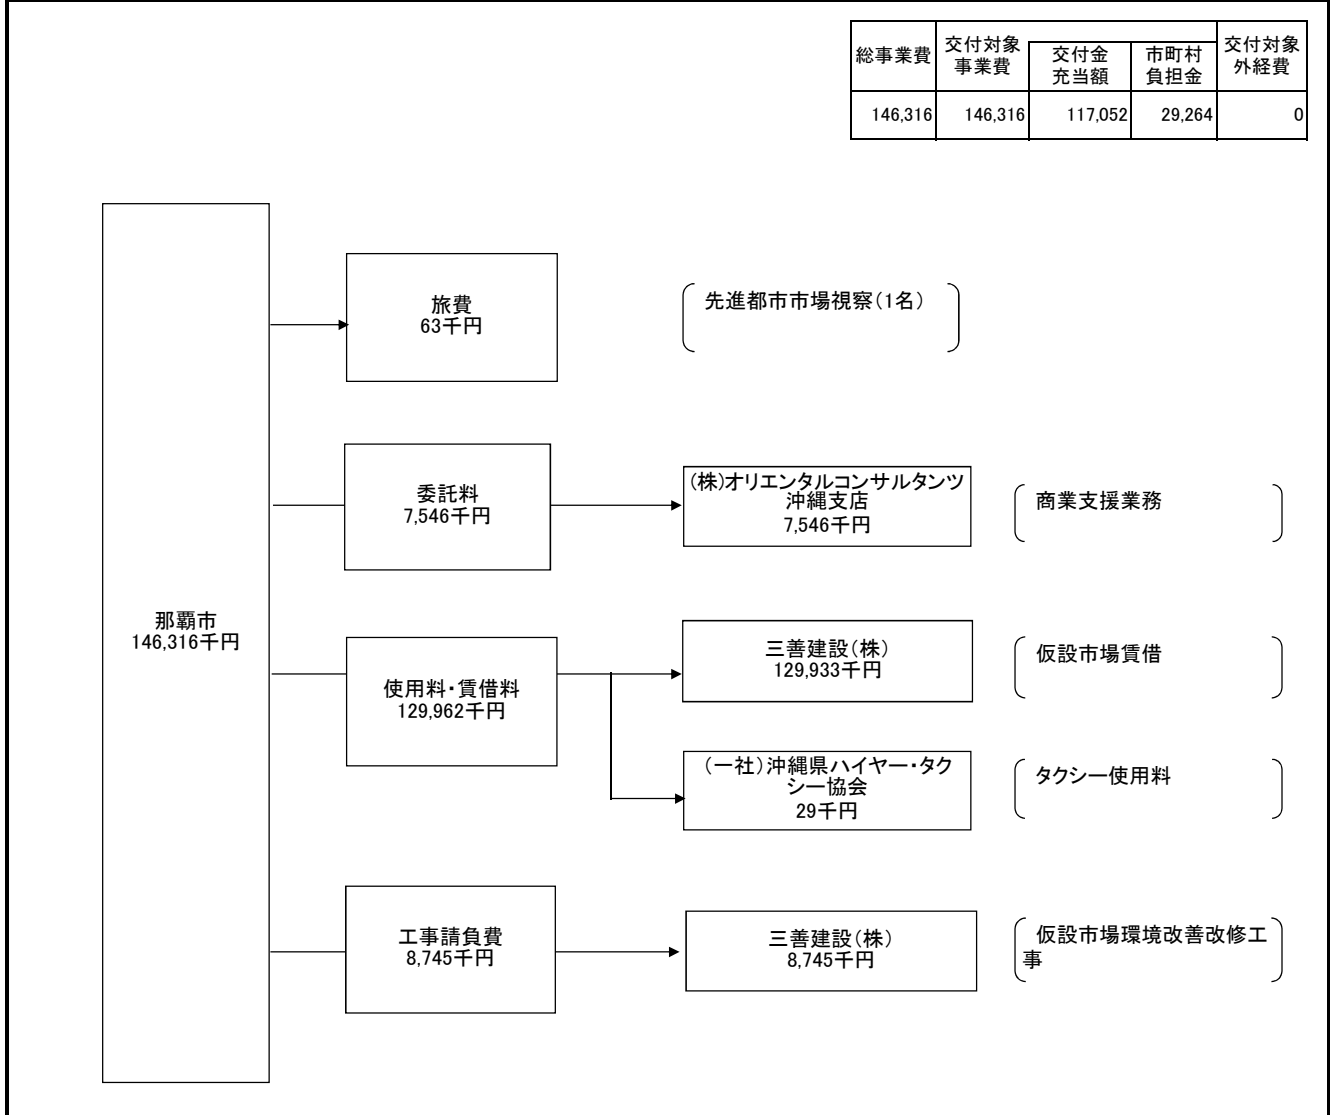 総事業費
交付対象
事業費
交付金
充当額
市町村
負担金
交付対象
外経費
146,316
146,316
117,052
29,264
0
那覇市
146,316千円
旅費
63千円
先進都市市場視察(1名)
委託料
7,546千円
(株)オリエンタルコンサルタンツ
沖縄支店
7,546千円
商業支援業務
使用料・賃借料
129,962千円
三善建設(株)
129,933千円
仮設市場賃借
(一社)沖縄県ハイヤー・タク
シー協会
29千円
タクシー使用料
工事請負費
8,745千円
三善建設(株)
8,745千円
仮設市場環境改善改修工
事